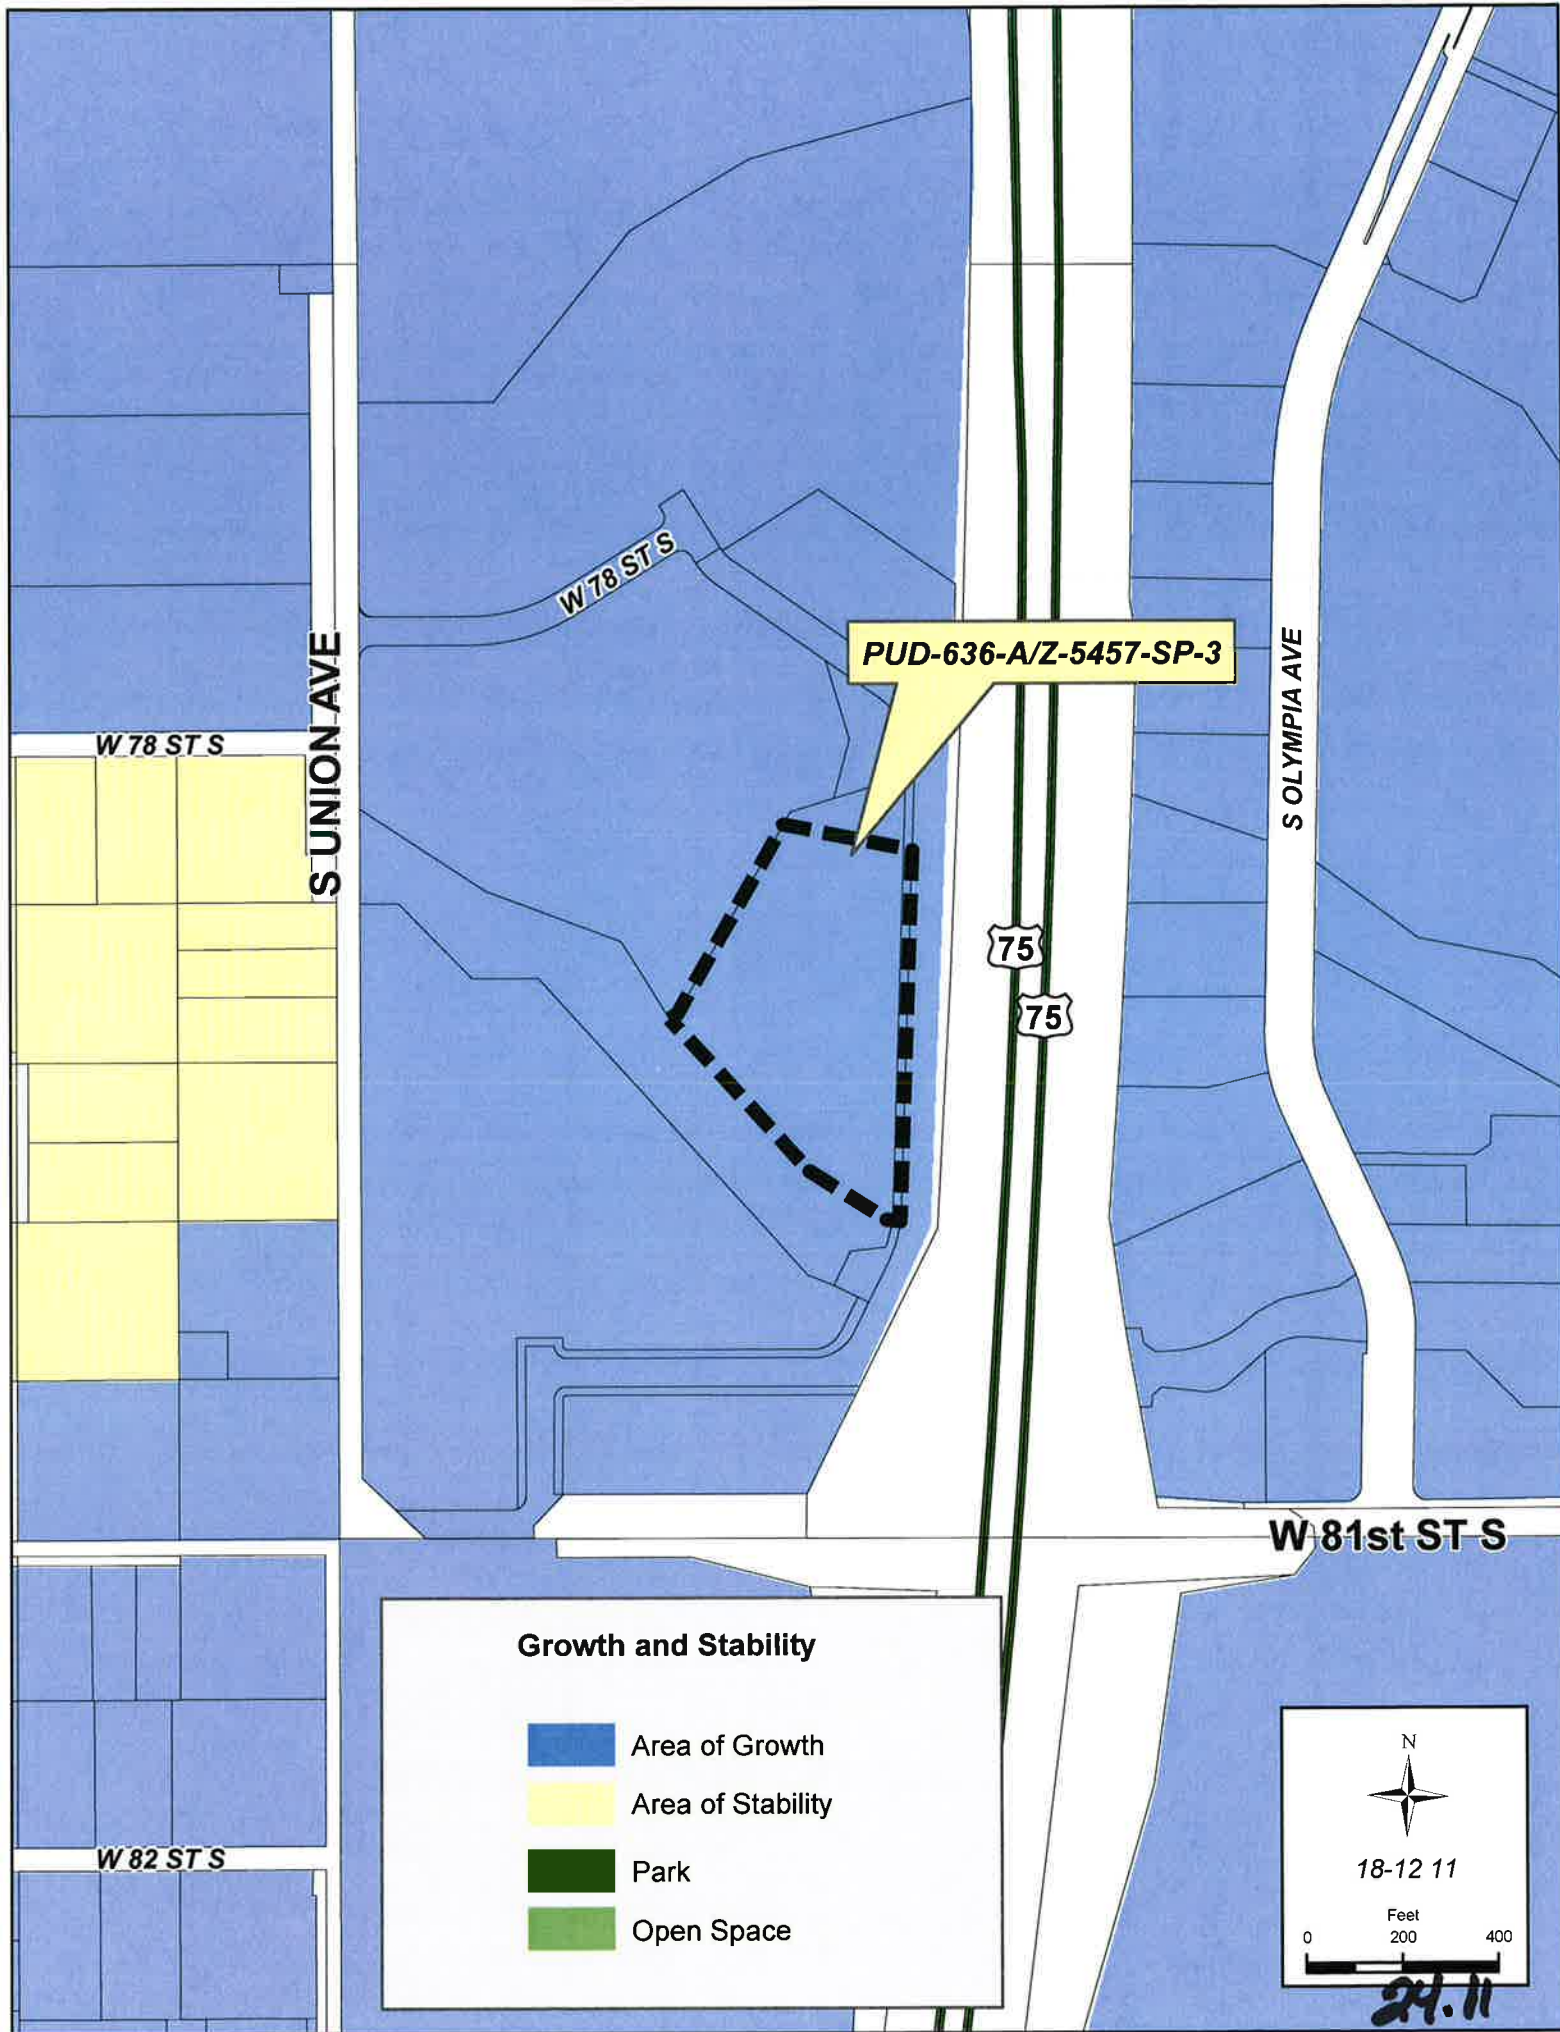 W 78 ST S
PUD-636-A/Z-5457-SP-3
S UNION AVE
S OLYMPIA AVE
W 78 ST S
75
75
W 81st ST S
Growth and Stability
Area of Growth
Area of Stability
Park
Open Space
W 82 ST S
N
18-12 11
Feet
0 200 400
24.11